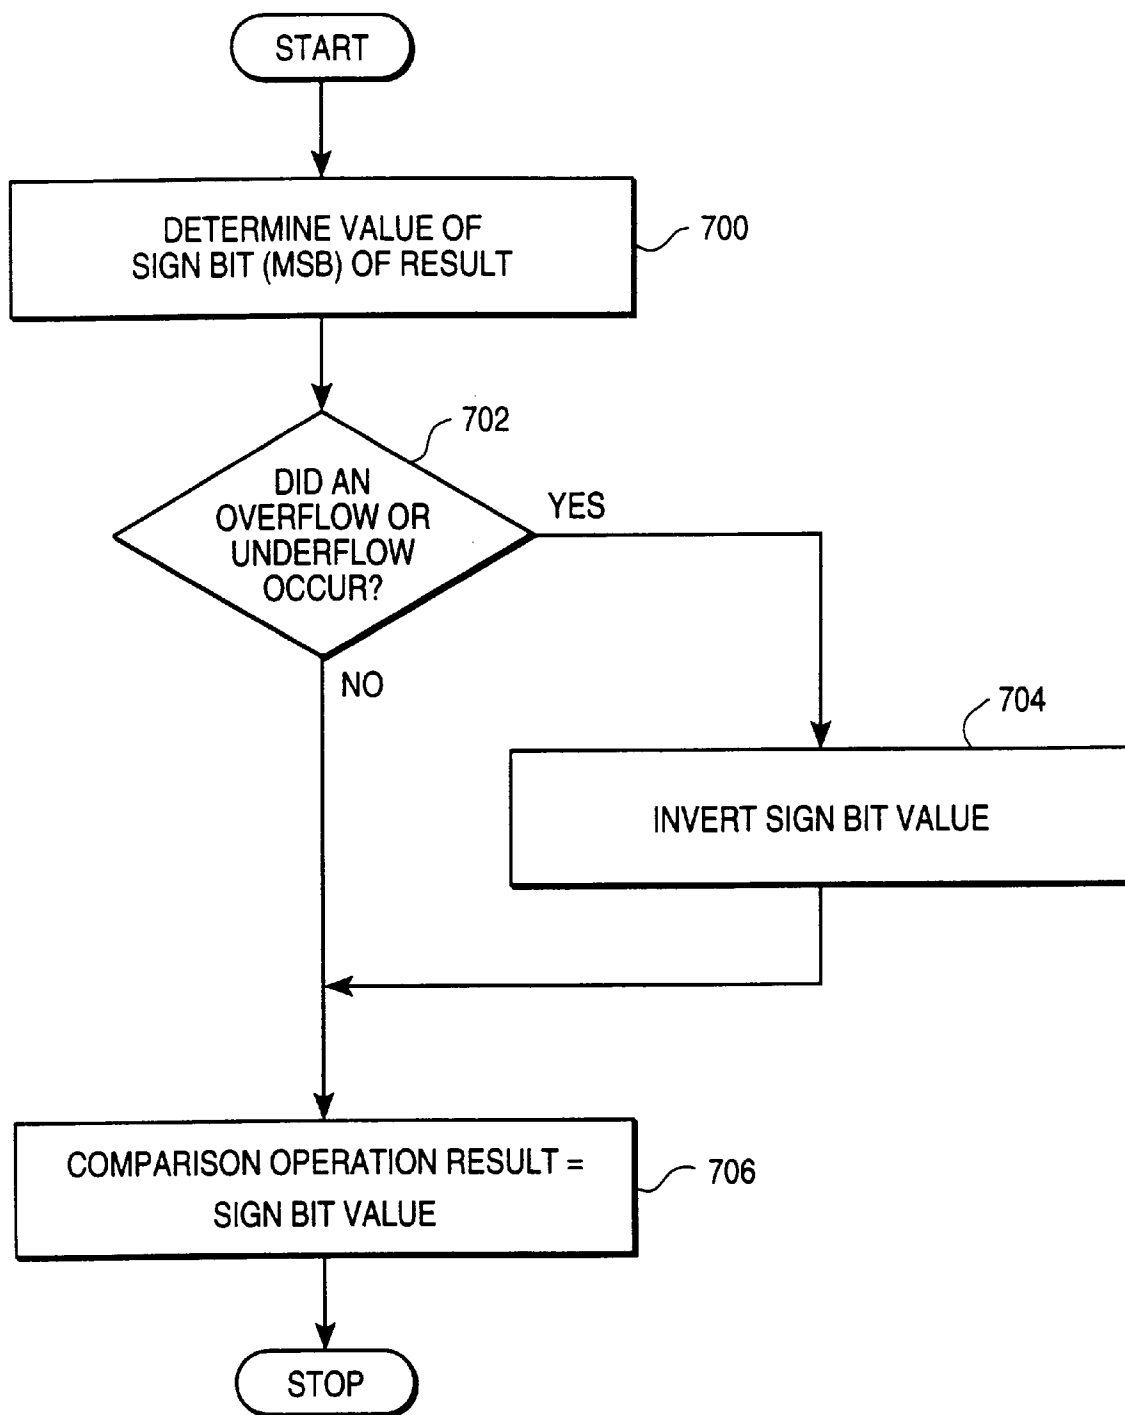 START
DETERMINE VALUE OF
SIGN BIT (MSB) OF RESULT
700
702
DID AN
OVERFLOW OR
UNDERFLOW
OCCUR?
YES
NO
704
INVERT SIGN BIT VALUE
COMPARISON OPERATION RESULT =
SIGN BIT VALUE
706
STOP